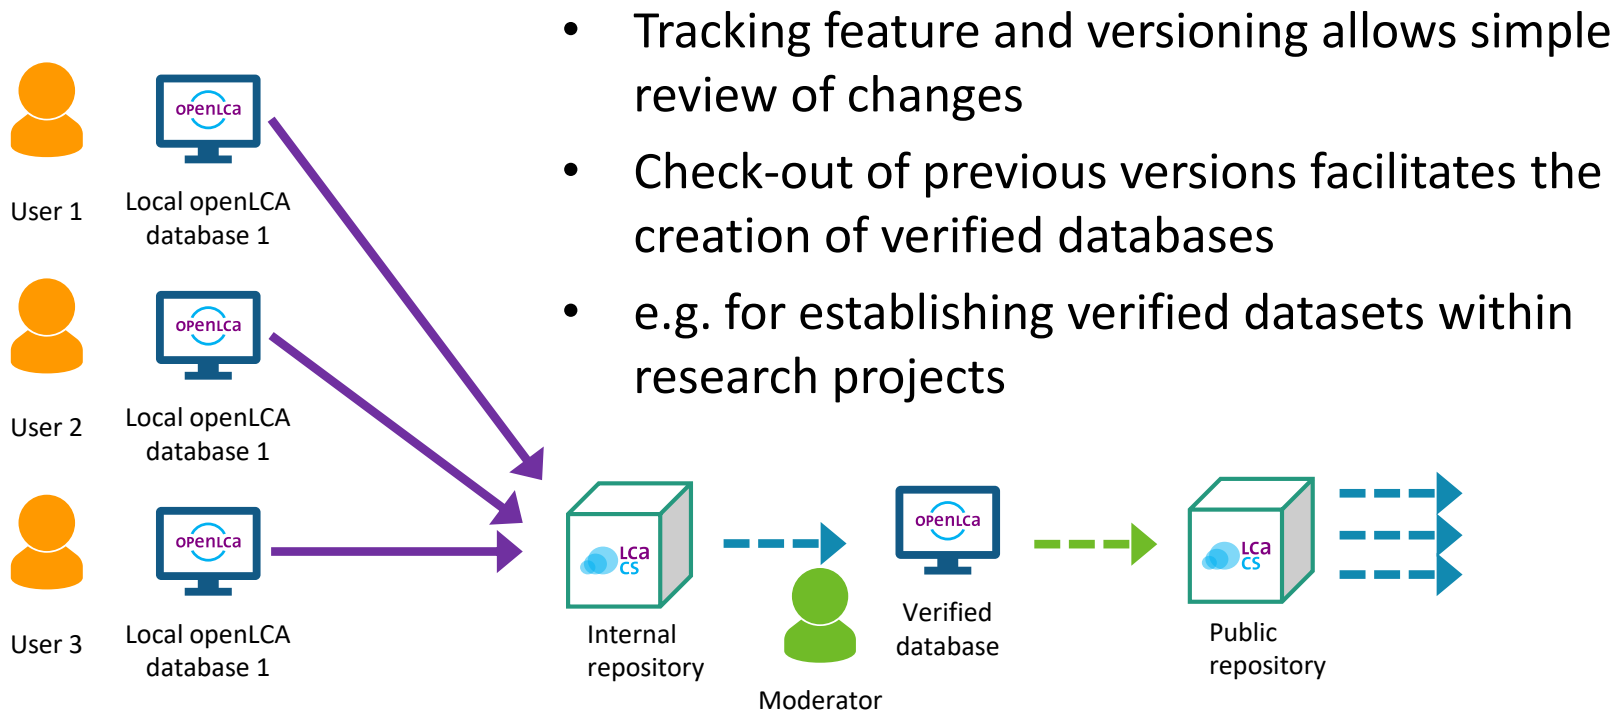 • Tracking feature and versioning allows simple
review of changes
• Check-out of previous versions facilitates the
creation of verified databases
• e.g. for establishing verified datasets within
research projects
openLCa
User 1
Local openLCA
database 1
openLCa
User 2
Local openLCA
database 1
openLCa
User 3
Local openLCA
database 1
LCa
CS
Internal
repository
Moderator
openLCa
Verified
database
LCa
CS
Public
repository